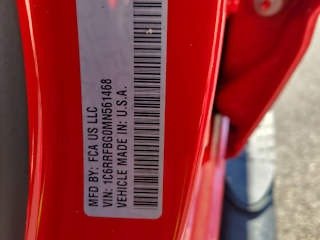 MFD BY: FCA US LLC
VIN: 1C6RRFBG0MN561468
VEHICLE MADE IN: U.S.A.